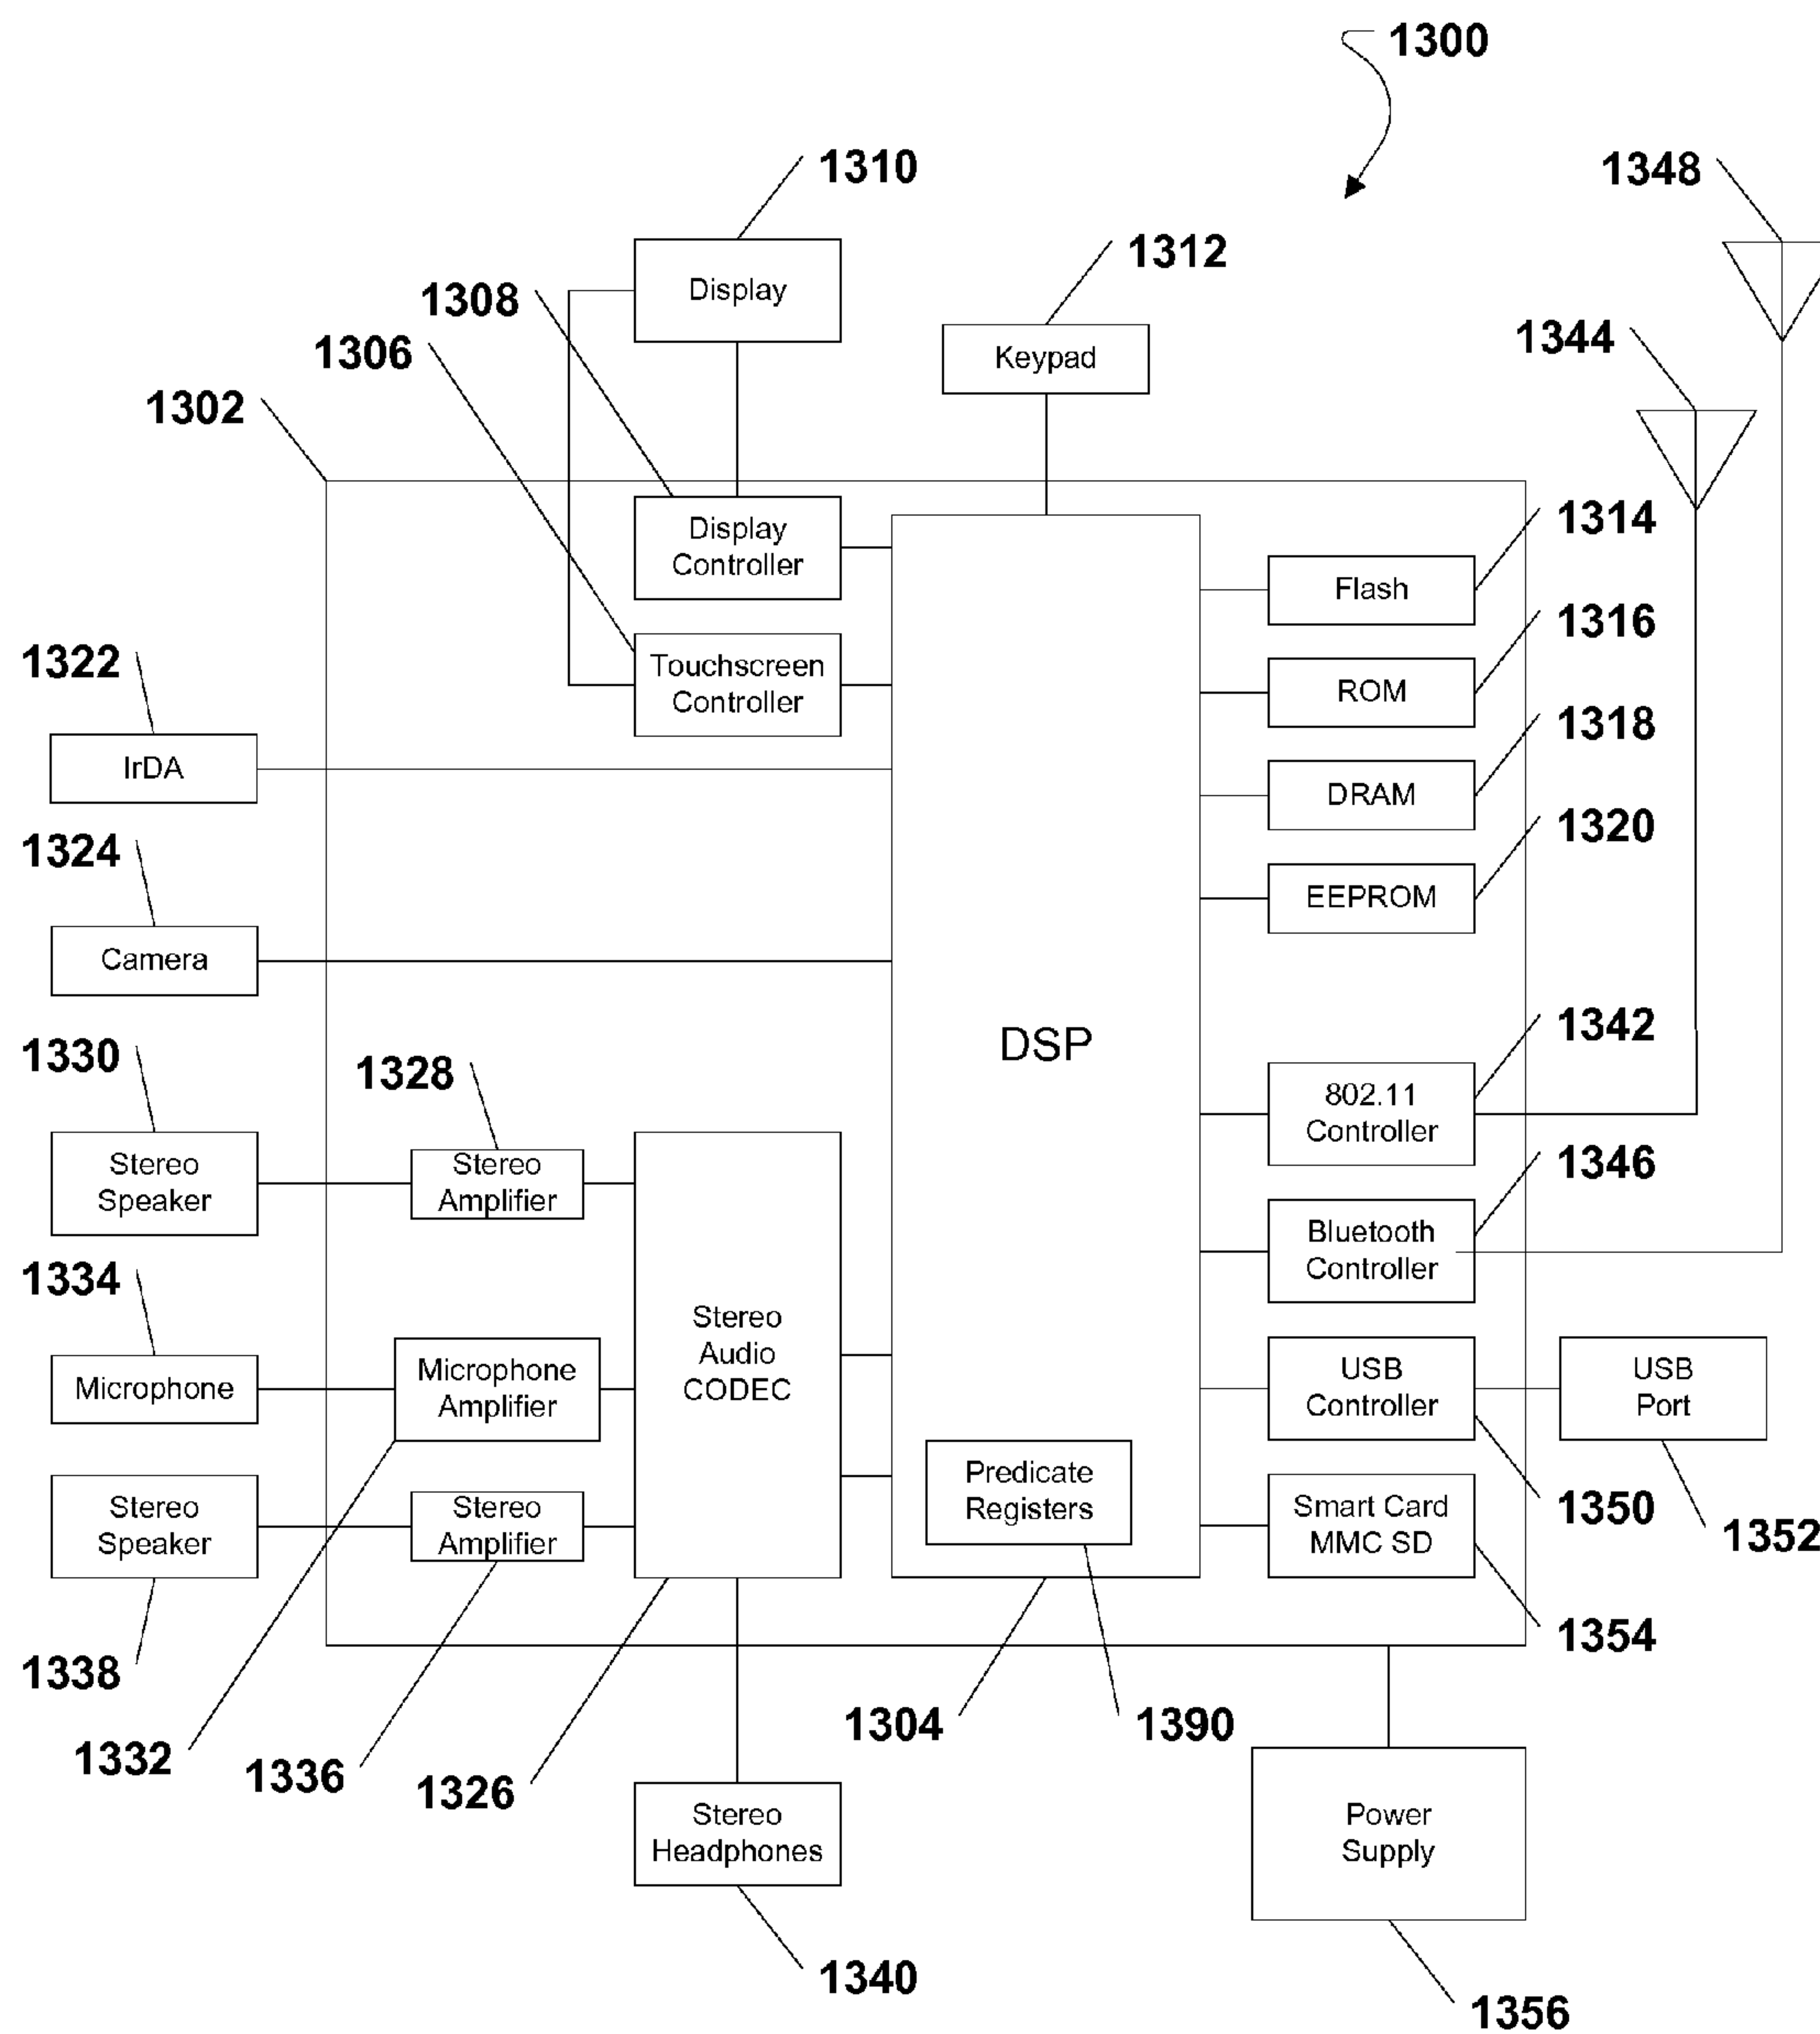 1300
1310
1348
1312
Display
1308
1344
1306
Keypad
1302
Display
Controller
1314
Flash
1316
1322
Touchscreen
Controller
ROM
1318
IrDA
DRAM
1320
1324
EEPROM
Camera
1342
DSP
1330
1328
802.11
Controller
1346
Stereo
Speaker
Stereo
Amplifier
Bluetooth
Controller
1334
Stereo
Audio
CODEC
Microphone
Microphone
Amplifier
USB
Controller
USB
Port
Predicate
Registers
Stereo
Speaker
Stereo
Amplifier
Smart Card
MMC SD
1350
1352
1354
1338
1304
1390
1332
1336
1326
Stereo
Headphones
Power
Supply
1340
1356